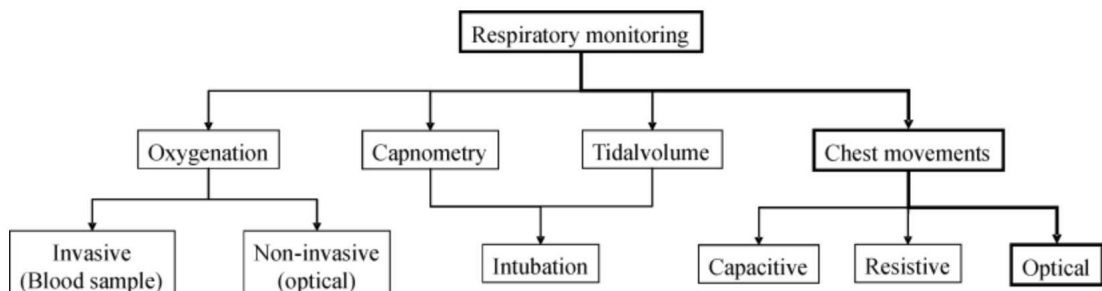 Respiratory monitoring
Oxygenation
Capnometry
Tidalvolume
Chest movements
Invasive
(Blood sample)
Non-invasive
(optical)
Intubation
Capacitive
Resistive
Optical